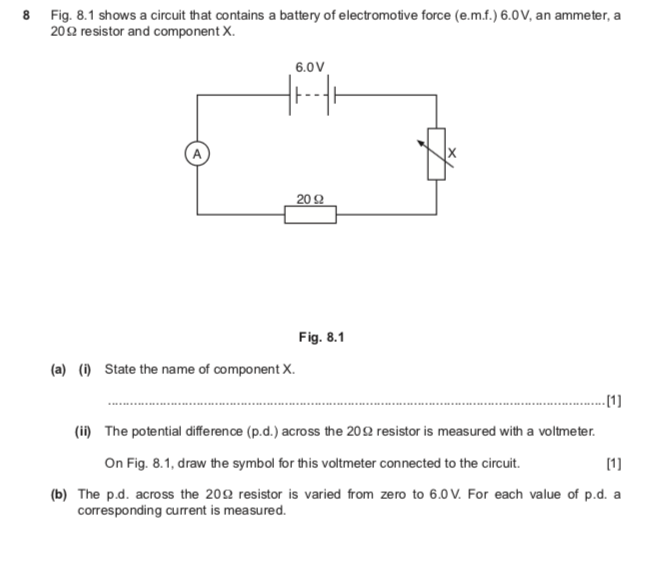 8 Fig. 8.1 shows a circuit that contains a battery of electromotive force (e.m.f.) 6.0V, an ammeter, a
20Ω resistor and component X.
6.0V
A
X
20Ω
Fig. 8.1
(a) (i) State the name of component X.
..........................................................................................................................[1]
(ii) The potential difference (p.d.) across the 20Ω resistor is measured with a voltmeter.
On Fig. 8.1, draw the symbol for this voltmeter connected to the circuit. [1]
(b) The p.d. across the 20Ω resistor is varied from zero to 6.0V. For each value of p.d. a
corresponding current is measured.